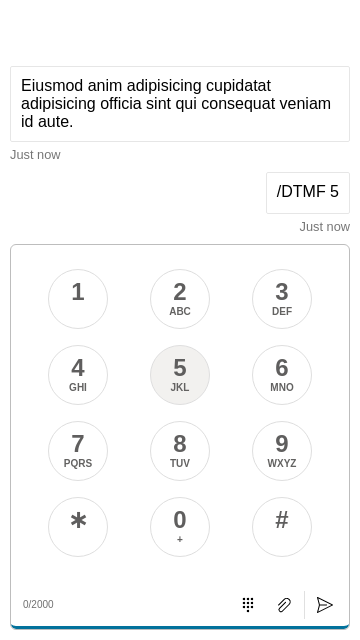 Eiusmod anim adipisicing cupidatat
adipisicing officia sint qui consequat veniam
id aute.
Just now
/DTMF 5
Just now
1
2
ABC
3
DEF
4
GHI
5
JKL
6
MNO
7
PQRS
8
TUV
9
WXYZ
*
0
+
#
0/2000